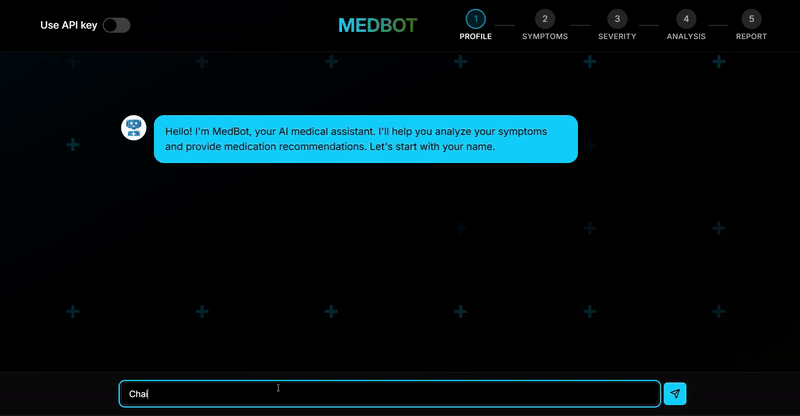 Use API key
MEDBOT
1 2 3 4 5
PROFILE SYMPTOMS SEVERITY ANALYSIS REPORT
Hello! I'm MedBot, your AI medical assistant. I'll help you analyze your symptoms
and provide medication recommendations. Let's start with your name.
Chai